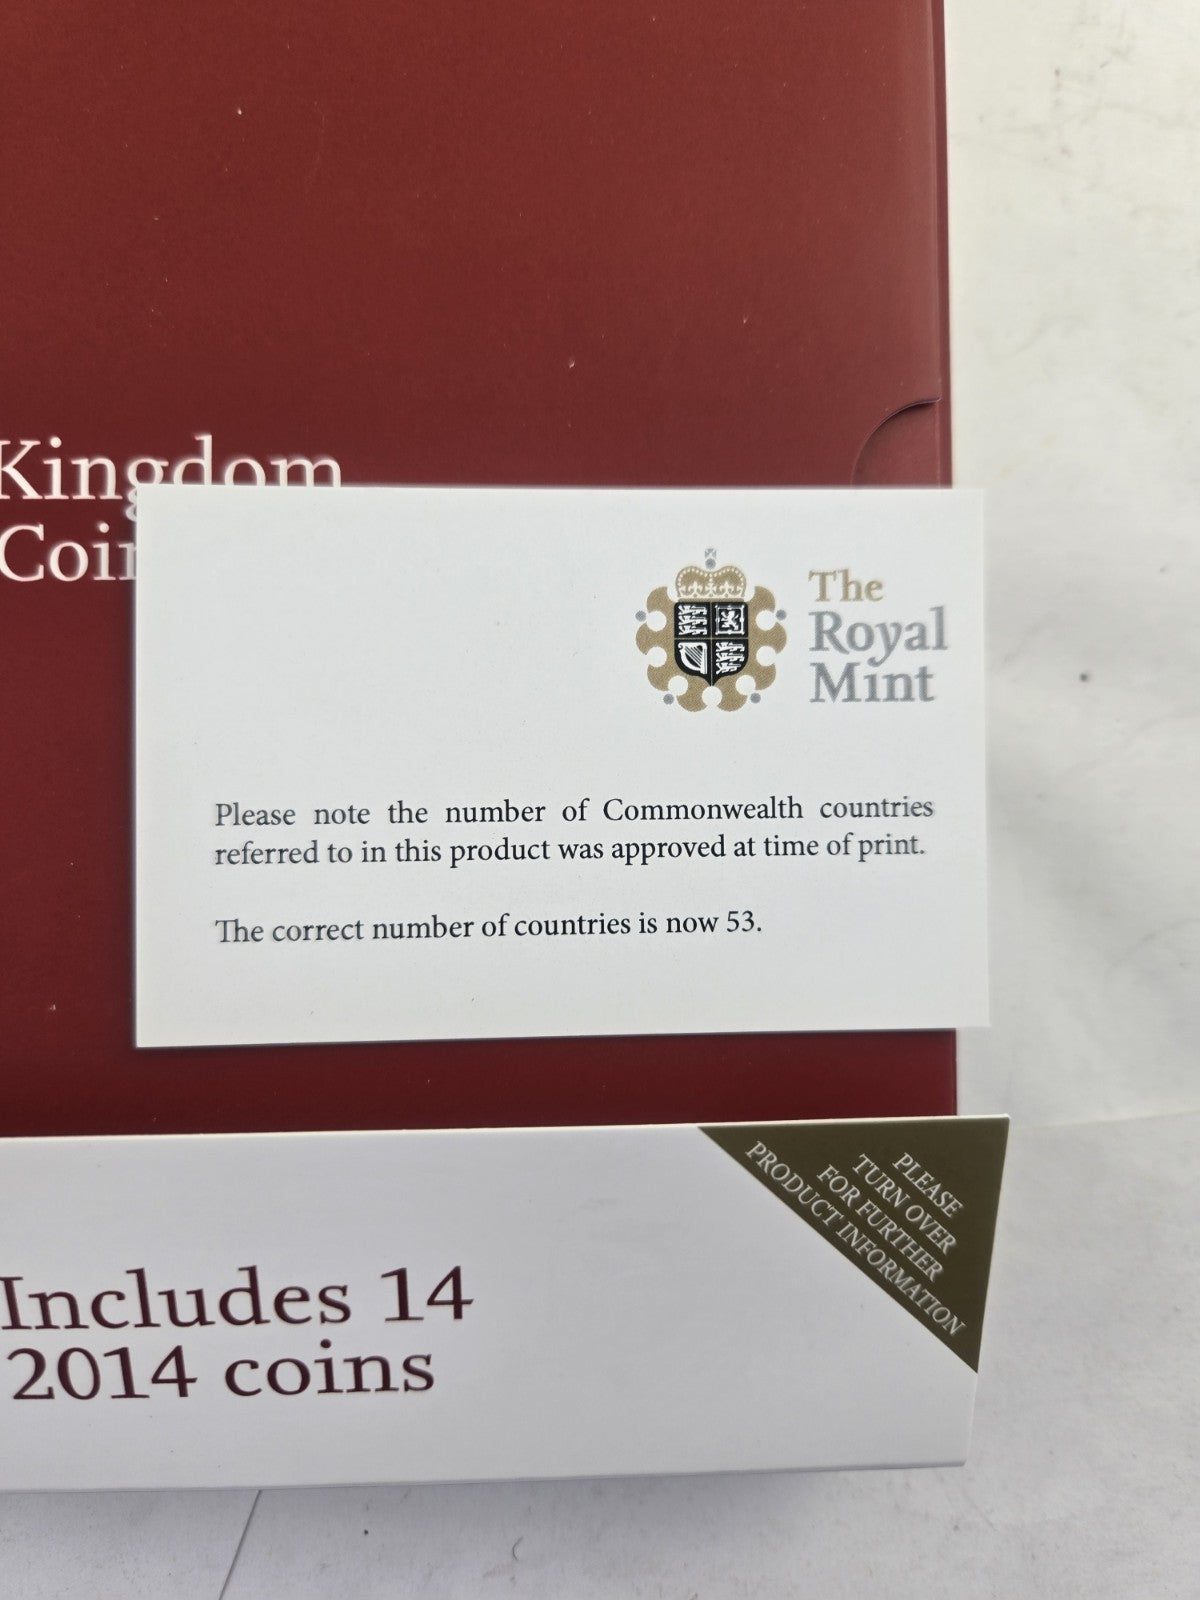 Kingdom
Coin
The
Royal
Mint
Please note the number of Commonwealth countries
referred to in this product was approved at time of print.
The correct number of countries is now 53.
PLEASE
TURN OVER
FOR FURTHER
PRODUCT INFORMATION
Includes 14
2014 coins